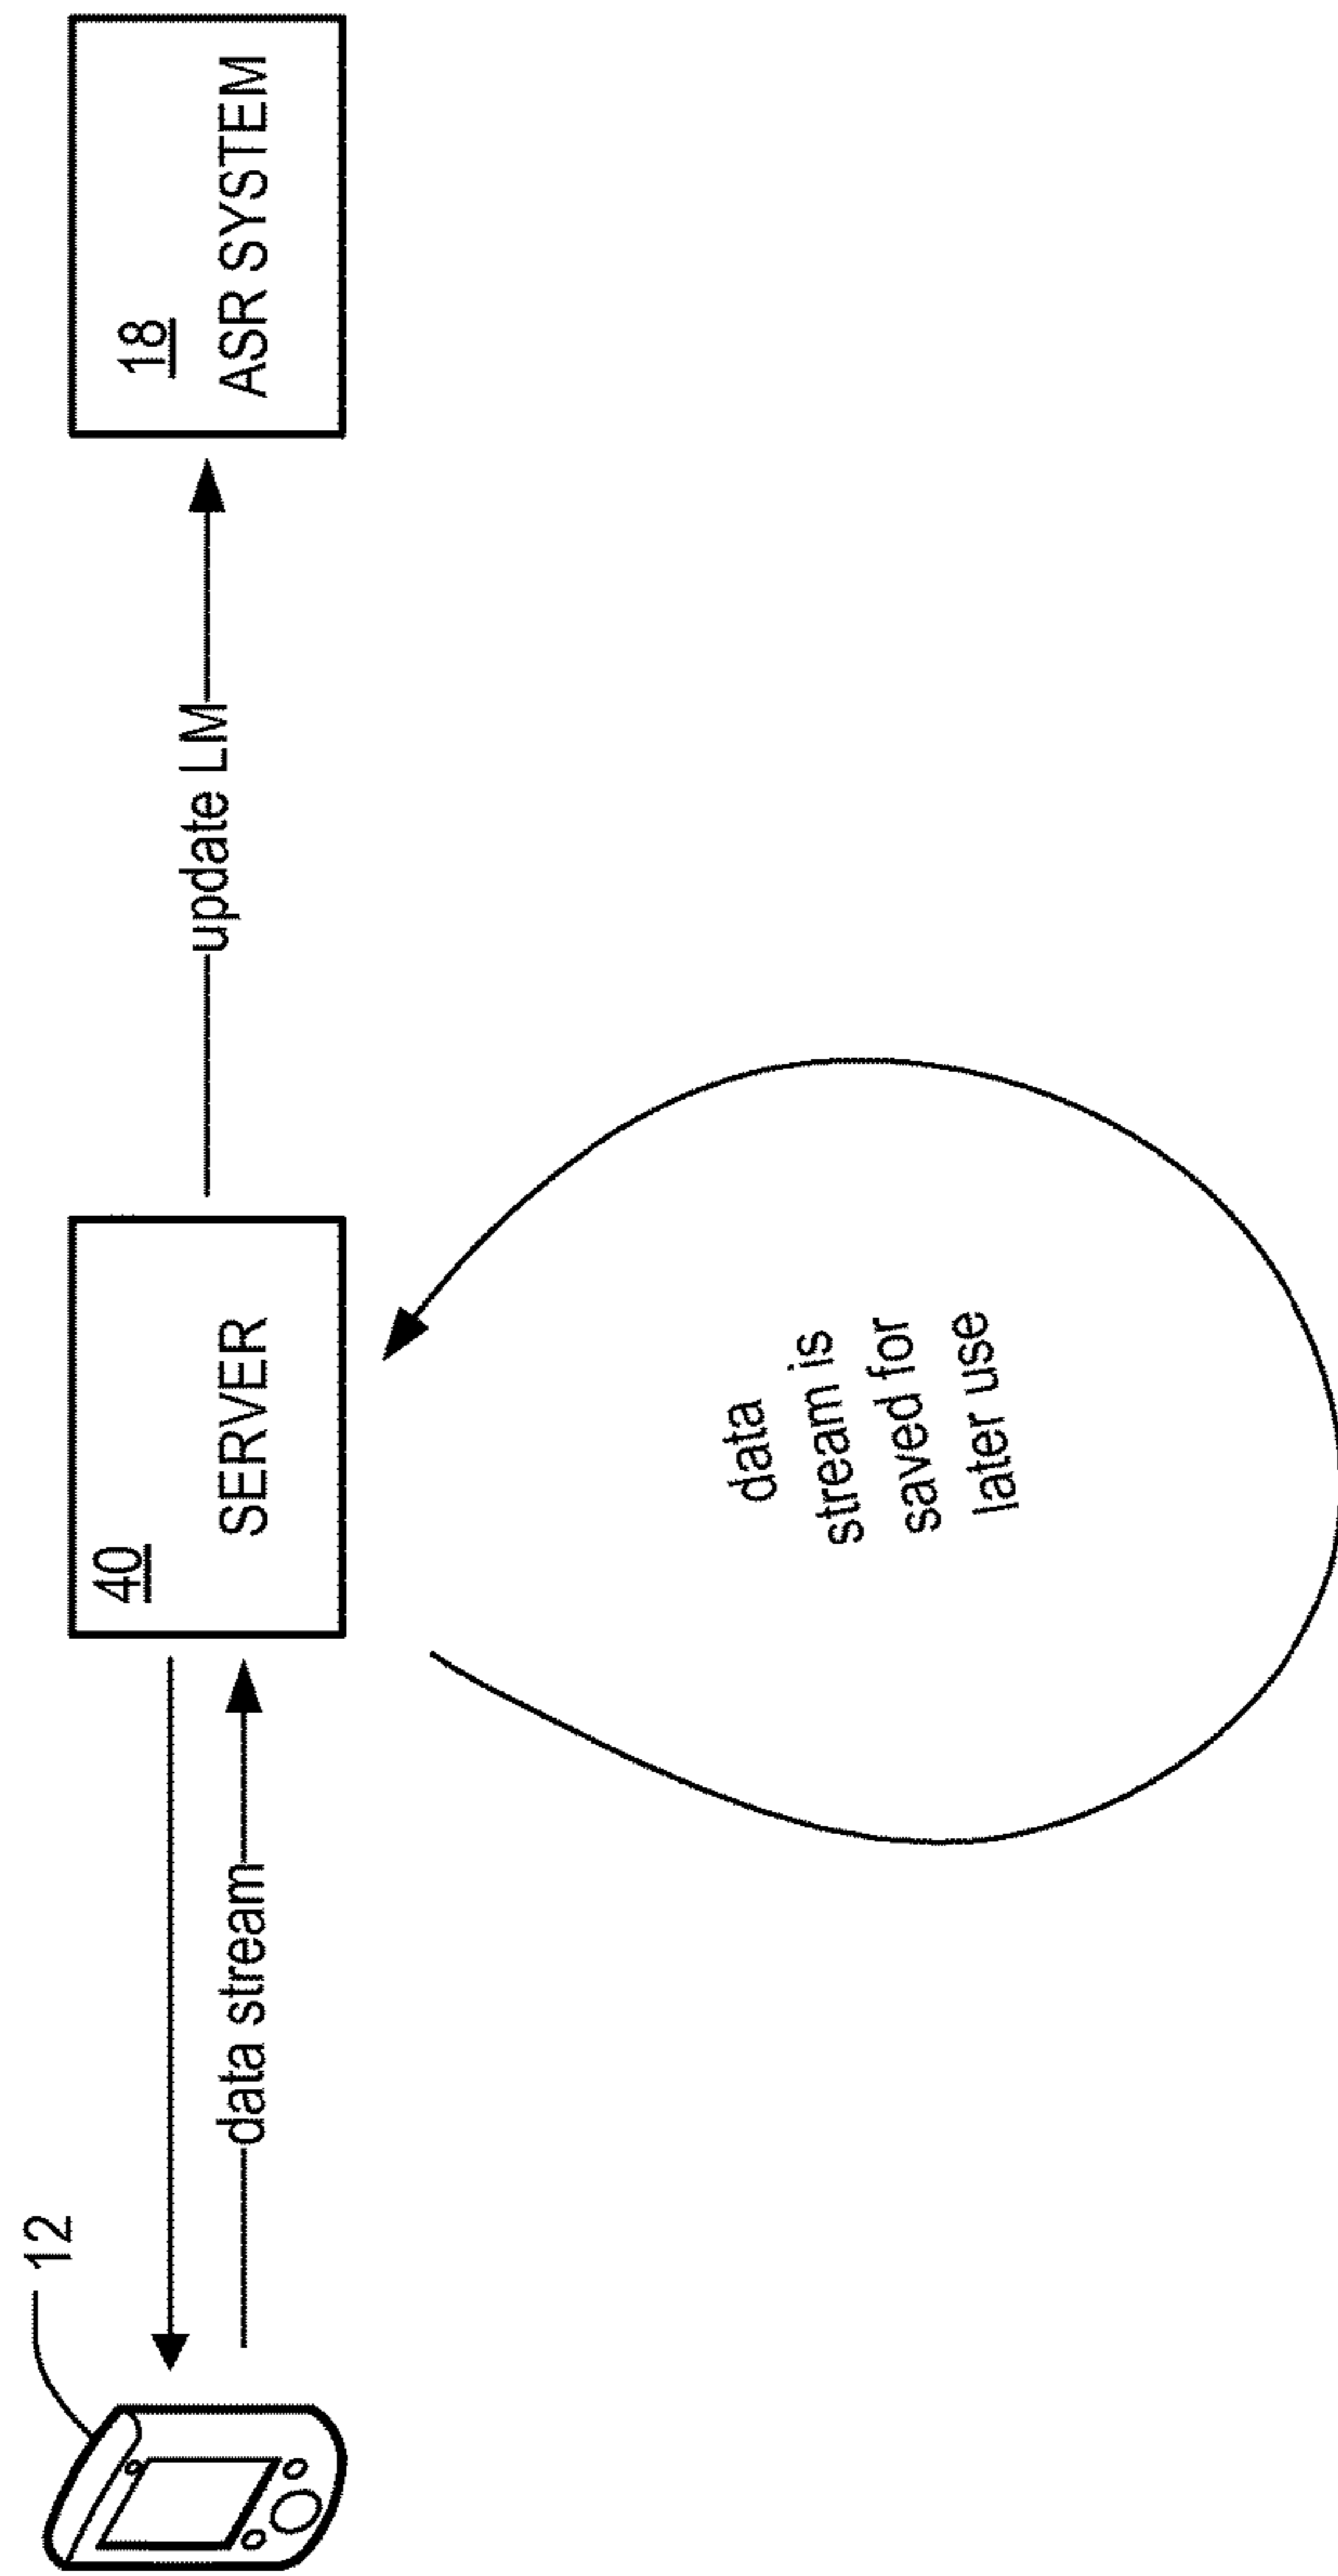 12
data stream
40
SERVER
data
stream is
saved for
later use
update LM
18
ASR SYSTEM